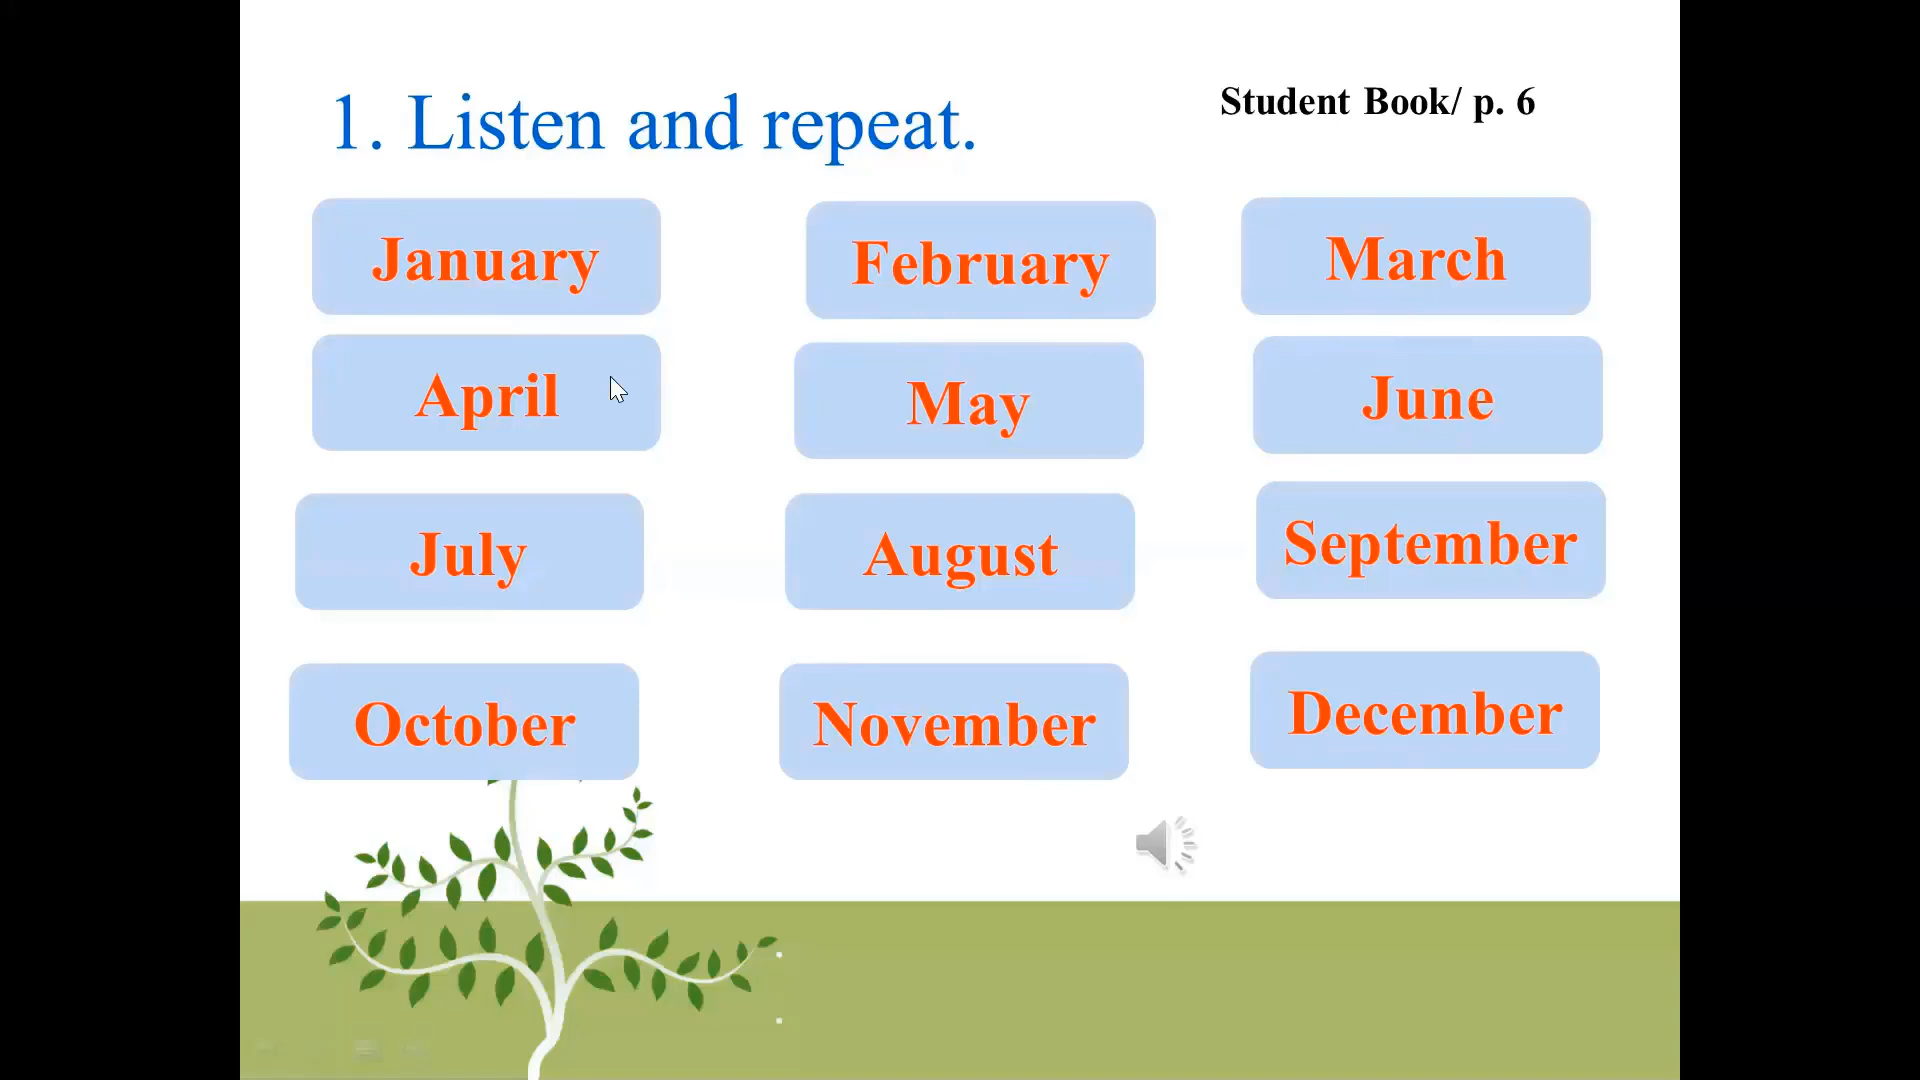 1. Listen and repeat.
Student Book/ p. 6
January
February
March
April
May
June
July
August
September
October
November
December